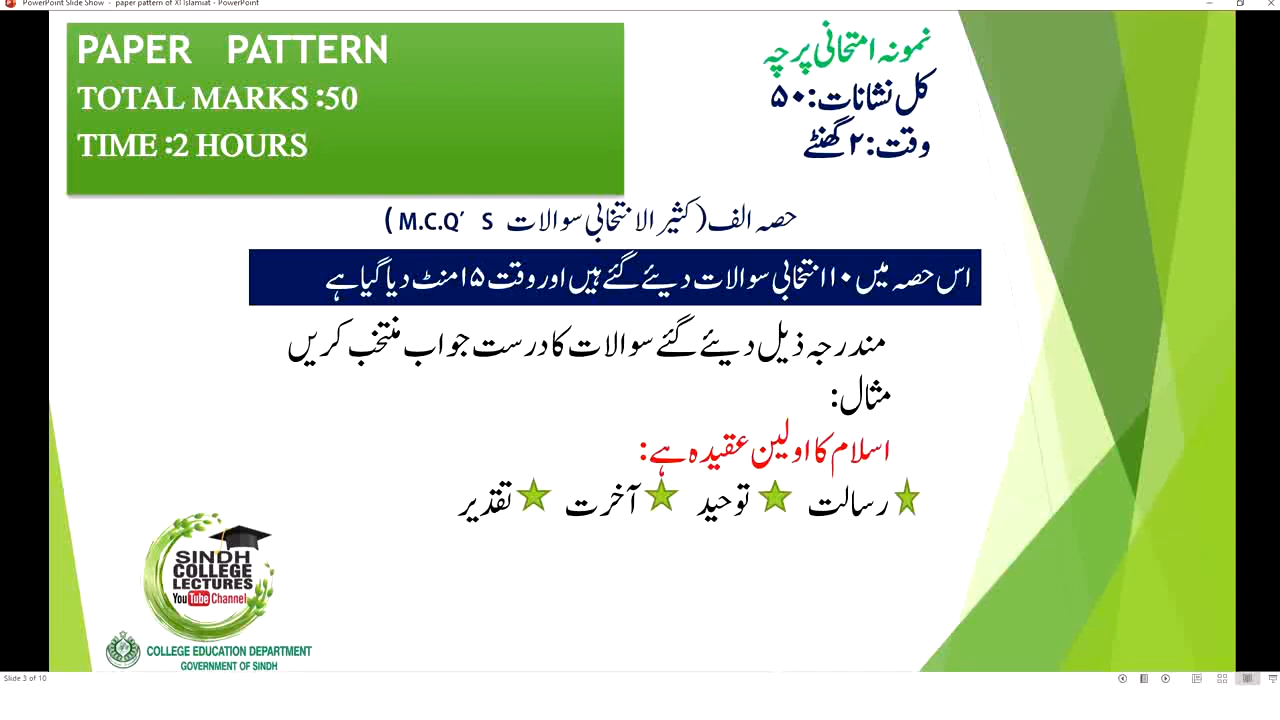 PowerPoint Slide Show - paper pattern of XI Islamiat - PowerPoint
PAPER PATTERN
TOTAL MARKS :50
TIME :2 HOURS
نمونہ امتحانی پرچہ
کل نشانات:۵۰
وقت:۲ گھنٹے
حصہ الف(کثیر الانتخابی سوالات M.C.Q' S)
اس حصہ میں ۱۰ انتخابی سوالات دیئے گئے ہیں اور وقت ۱۵ منٹ دیا گیا ہے
مندرجہ ذیل دیئے گئے سوالات کا درست جواب منتخب کریں
مثال:
اسلام کا اولین عقیدہ ہے:
رسالت توحید آخرت تقدیر
SINDH
COLLEGE
LECTURES
YouTube Channel
COLLEGE EDUCATION DEPARTMENT
GOVERNMENT OF SINDH
Slide 3 of 10